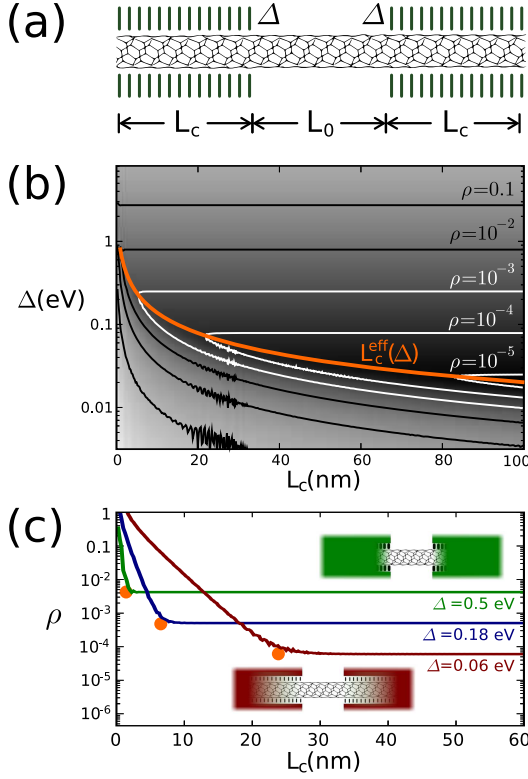 (a)
Δ Δ
L_c L_0 L_c
(b)
ρ=0.1
ρ=10^-2
1
ρ=10^-3
Δ(eV)
ρ=10^-4
0.1
L_c^eff(Δ)
ρ=10^-5
0.01
0 20 40 60 80 100
L_c(nm)
(c)
1
0.1
10^-2
Δ=0.5 eV
ρ
10^-3
Δ=0.18 eV
10^-4
Δ=0.06 eV
10^-5
10^-6
0 10 20 30 40 50 60
L_c(nm)